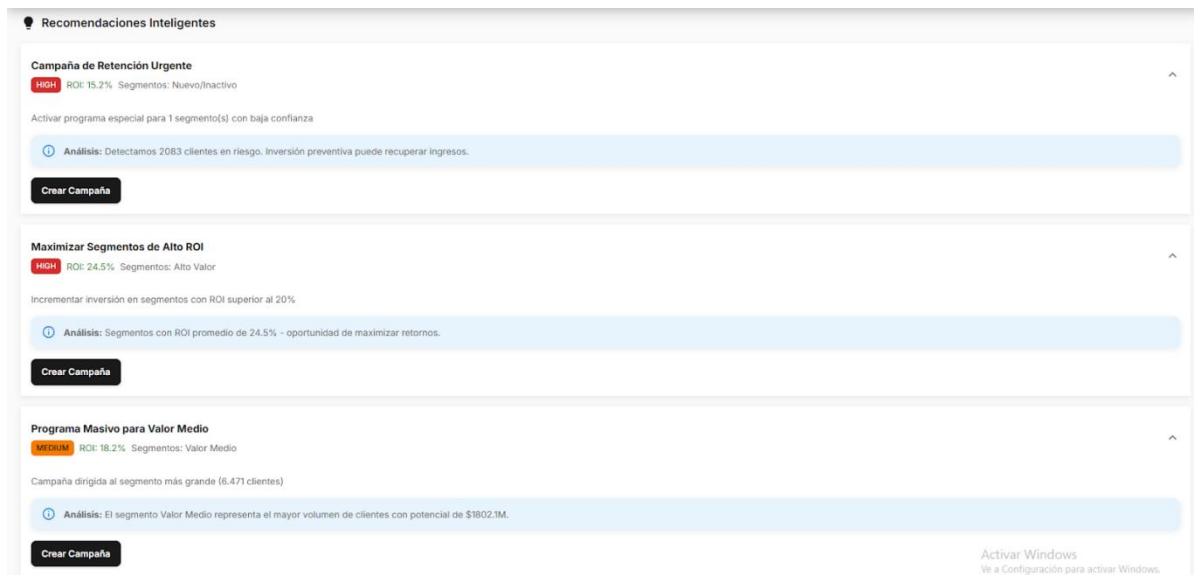 Recomendaciones Inteligentes
Campaña de Retención Urgente
HIGH ROI: 15.2% Segmentos: Nuevo/Inactivo
Activar programa especial para 1 segmento(s) con baja confianza
Análisis: Detectamos 2083 clientes en riesgo. Inversión preventiva puede recuperar ingresos.
Crear Campaña
Maximizar Segmentos de Alto ROI
HIGH ROI: 24.5% Segmentos: Alto Valor
Incrementar inversión en segmentos con ROI superior al 20%
Análisis: Segmentos con ROI promedio de 24.5% - oportunidad de maximizar retornos.
Crear Campaña
Programa Masivo para Valor Medio
MEDIUM ROI: 18.2% Segmentos: Valor Medio
Campaña dirigida al segmento más grande (6.471 clientes)
Análisis: El segmento Valor Medio representa el mayor volumen de clientes con potencial de $1802.1M.
Crear Campaña
Activar Windows
Ve a Configuración para activar Windows.